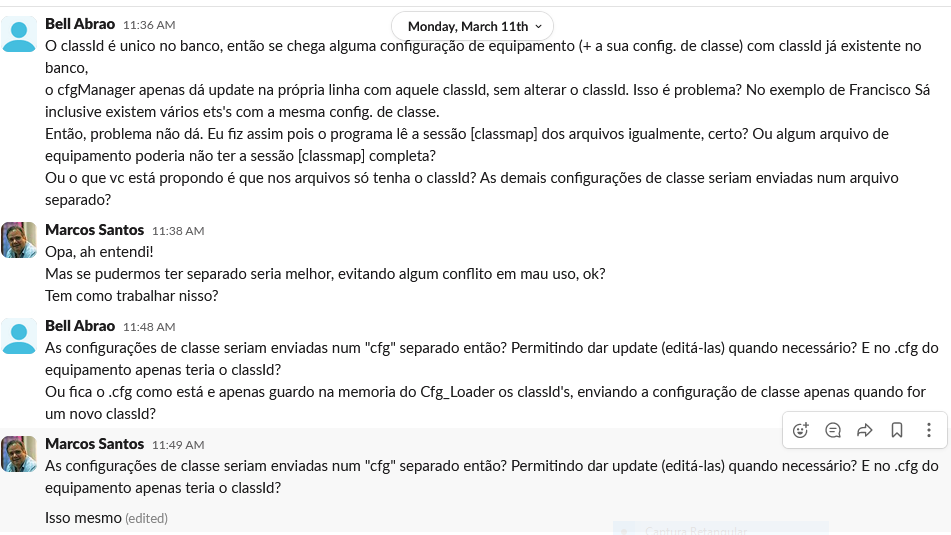 Monday, March 11th
Bell Abrao 11:36 AM
O classId é unico no banco, então se chega alguma configuração de equipamento (+ a sua config. de classe) com classId já existente no
banco,
o cfgManager apenas dá update na própria linha com aquele classId, sem alterar o classId. Isso é problema? No exemplo de Francisco Sá
inclusive existem vários ets's com a mesma config. de classe.
Então, problema não dá. Eu fiz assim pois o programa lê a sessão [classmap] dos arquivos igualmente, certo? Ou algum arquivo de
equipamento poderia não ter a sessão [classmap] completa?
Ou o que vc está propondo é que nos arquivos só tenha o classId? As demais configurações de classe seriam enviadas num arquivo
separado?
Marcos Santos 11:38 AM
Opa, ah entendi!
Mas se pudermos ter separado seria melhor, evitando algum conflito em mau uso, ok?
Tem como trabalhar nisso?
Bell Abrao 11:48 AM
As configurações de classe seriam enviadas num "cfg" separado então? Permitindo dar update (editá-las) quando necessário? E no .cfg do
equipamento apenas teria o classId?
Ou fica o .cfg como está e apenas guardo na memoria do Cfg_Loader os classId's, enviando a configuração de classe apenas quando for
um novo classId?
Marcos Santos 11:49 AM
As configurações de classe seriam enviadas num "cfg" separado então? Permitindo dar update (editá-las) quando necessário? E no .cfg do
equipamento apenas teria o classId?
Isso mesmo (edited)
Captura Retangular